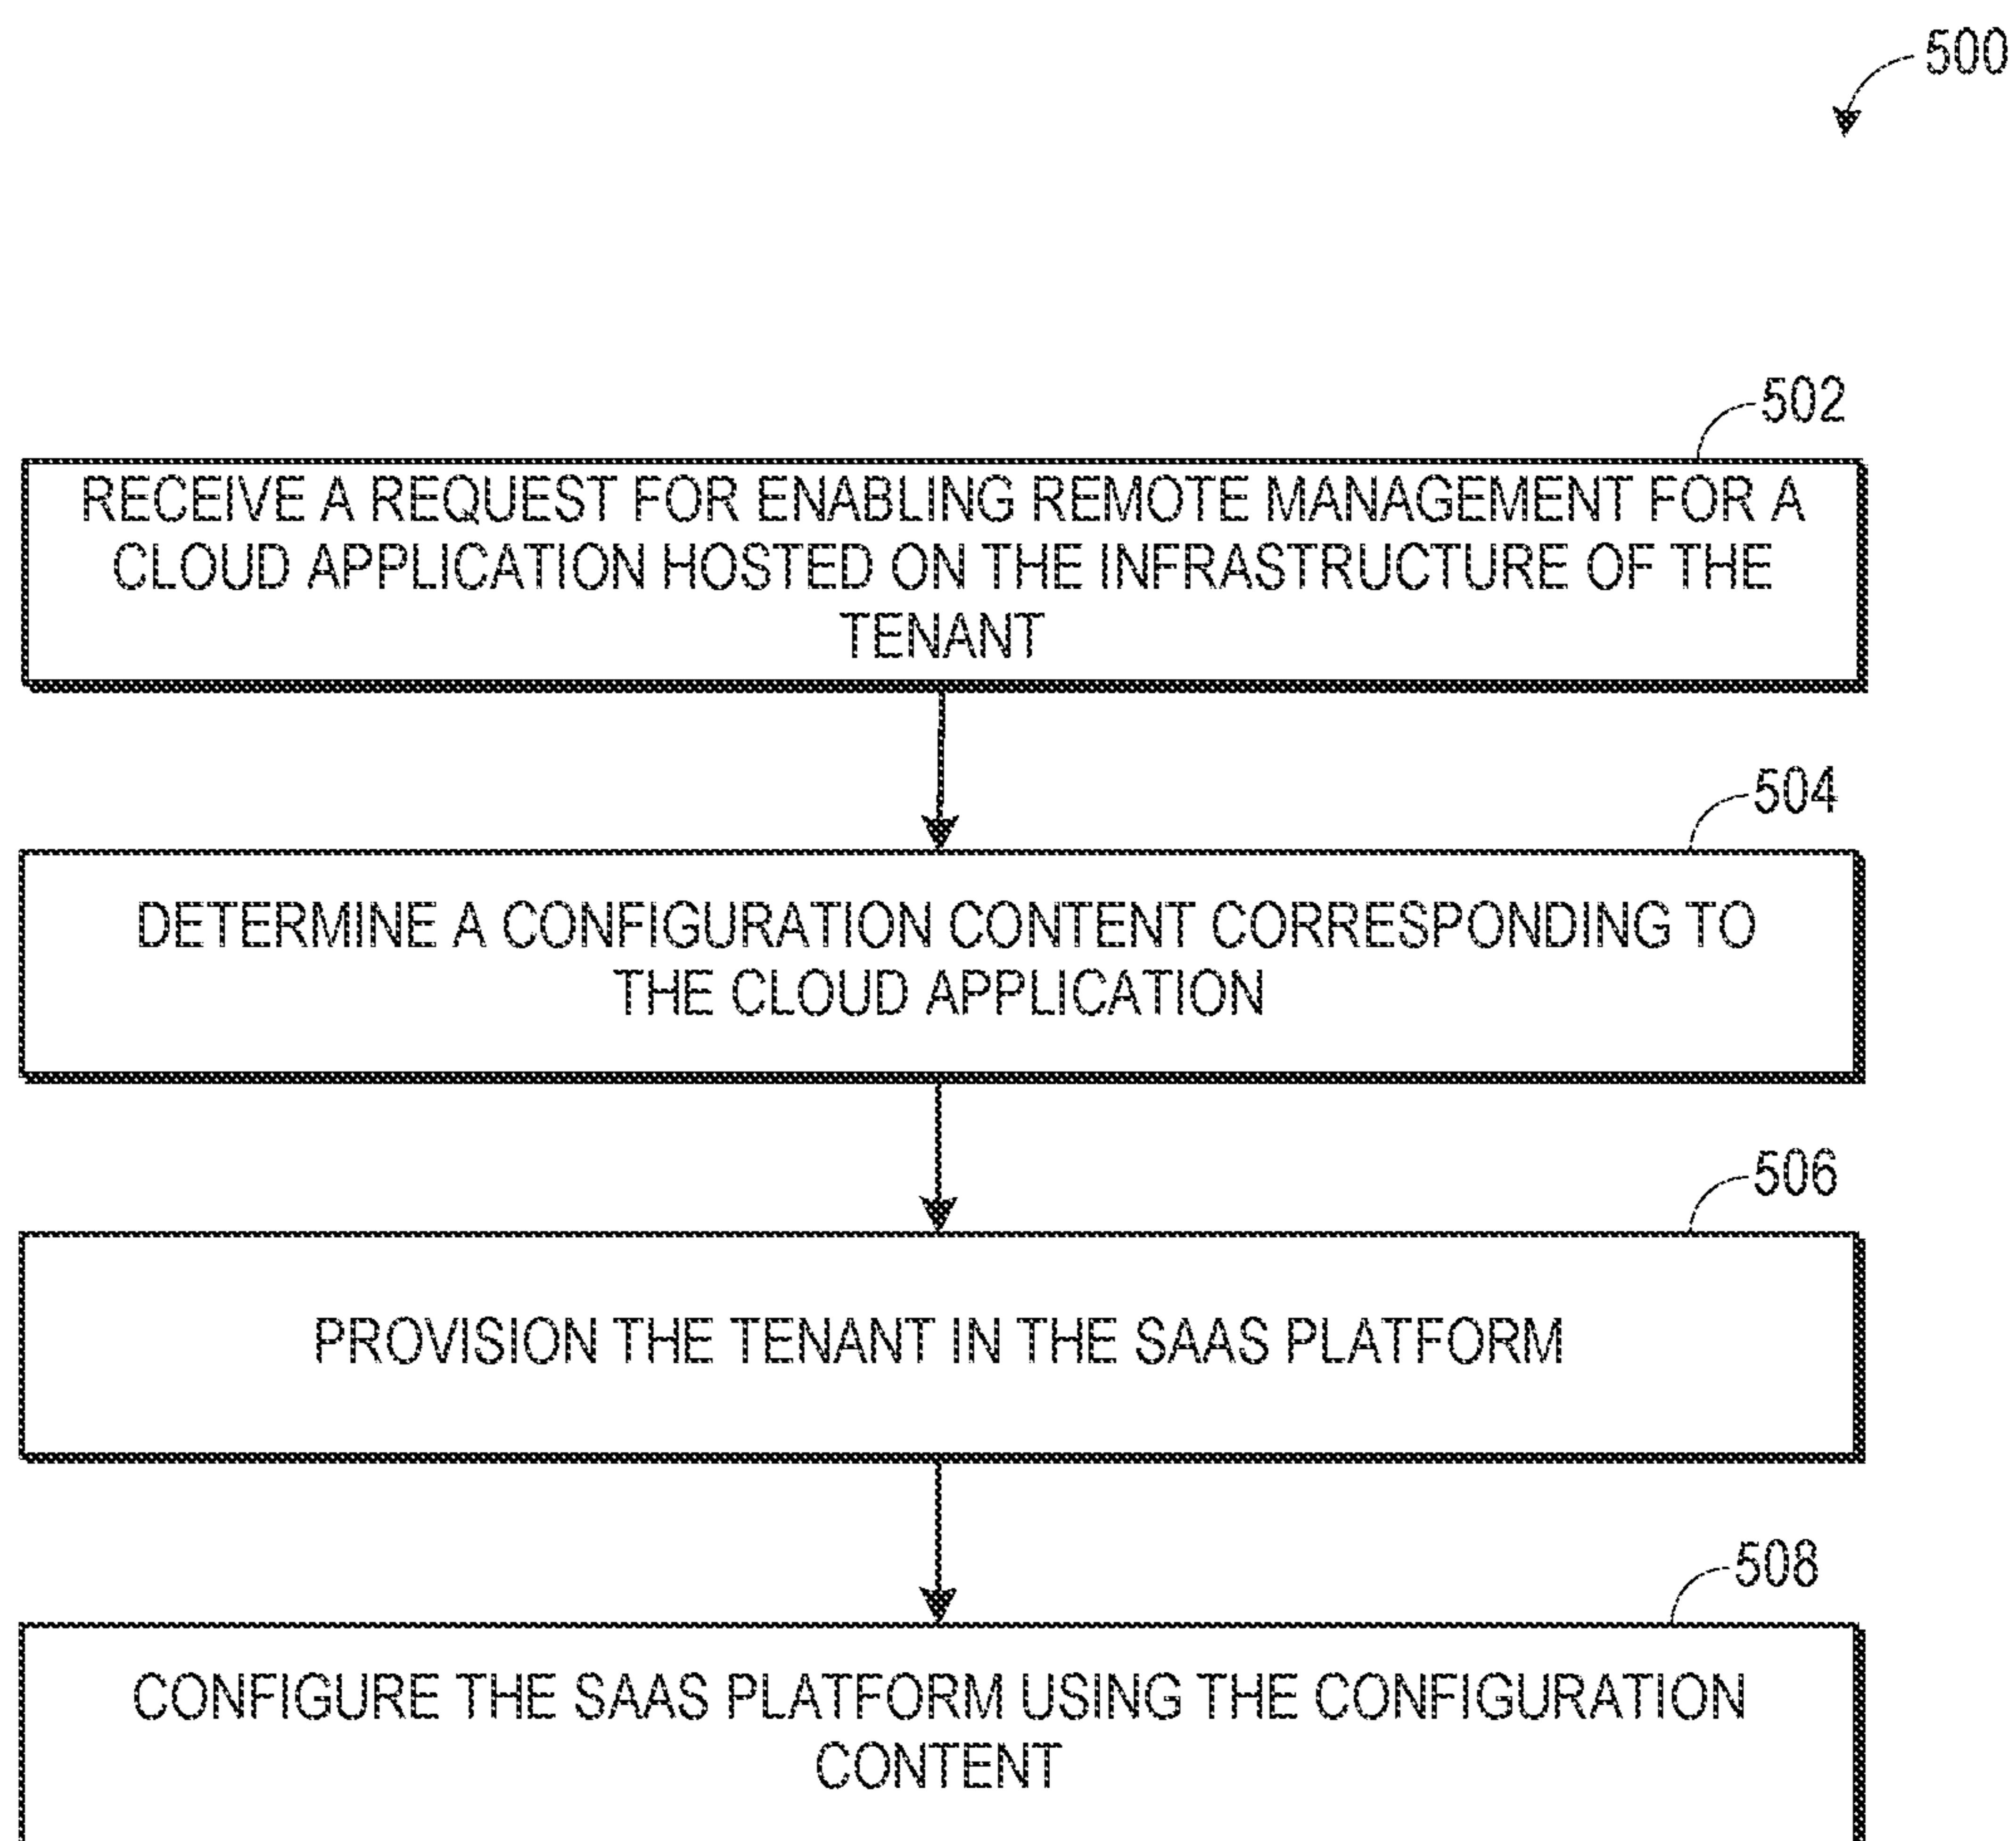 500
502
RECEIVE A REQUEST FOR ENABLING REMOTE MANAGEMENT FOR A
CLOUD APPLICATION HOSTED ON THE INFRASTRUCTURE OF THE
TENANT
504
DETERMINE A CONFIGURATION CONTENT CORRESPONDING TO
THE CLOUD APPLICATION
506
PROVISION THE TENANT IN THE SAAS PLATFORM
508
CONFIGURE THE SAAS PLATFORM USING THE CONFIGURATION
CONTENT